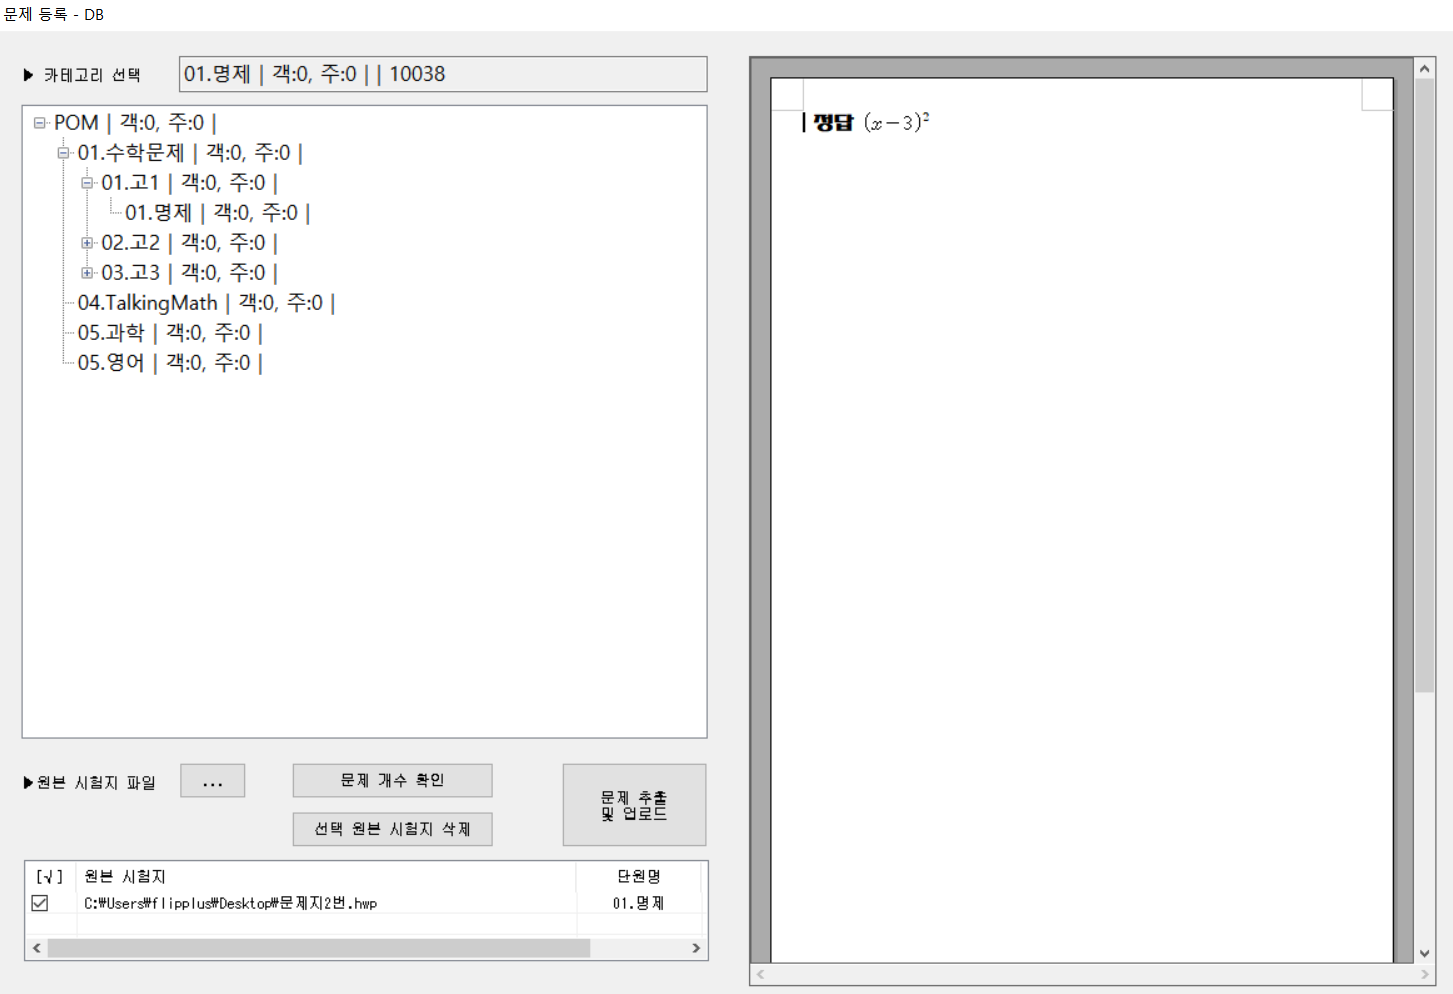 문제 등록 - DB
▶ 카테고리 선택
01.명제 | 객:0, 주:0 | | 10038
POM | 객:0, 주:0 |
01.수학문제 | 객:0, 주:0 |
01.고1 | 객:0, 주:0 |
01.명제 | 객:0, 주:0 |
02.고2 | 객:0, 주:0 |
03.고3 | 객:0, 주:0 |
04.TalkingMath | 객:0, 주:0 |
05.과학 | 객:0, 주:0 |
05.영어 | 객:0, 주:0 |
▶원본 시험지 파일
...
문제 개수 확인
선택 원본 시험지 삭제
문제 추출
및 업로드
[√] 원본 시험지 단원명
C:₩Users₩flipplus₩Desktop₩문제지2번.hwp 01.명제
정답 (x－3)²